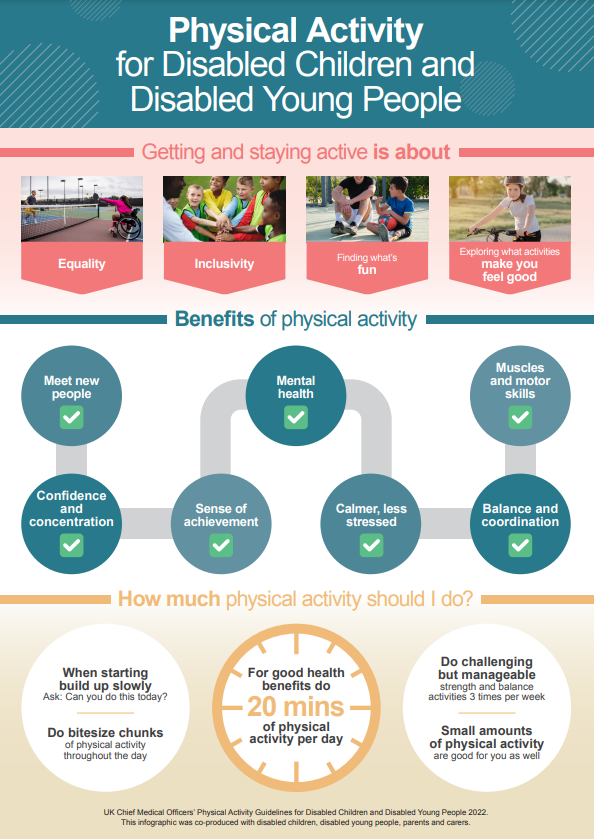 Physical Activity
for Disabled Children and
Disabled Young People
Getting and staying active is about
Equality
Inclusivity
Finding what's
fun
Exploring what activities
make you
feel good
Benefits of physical activity
Meet new
people
Mental
health
Muscles
and motor
skills
Confidence
and
concentration
Sense of
achievement
Calmer, less
stressed
Balance and
coordination
How much physical activity should I do?
When starting
build up slowly
Ask: Can you do this today?
Do bitesize chunks
of physical activity
throughout the day
For good health
benefits do
20 mins
of physical
activity per day
Do challenging
but manageable
strength and balance
activities 3 times per week
Small amounts
of physical activity
are good for you as well
UK Chief Medical Officers' Physical Activity Guidelines for Disabled Children and Disabled Young People 2022.
This infographic was co-produced with disabled children, disabled young people, parents and carers.